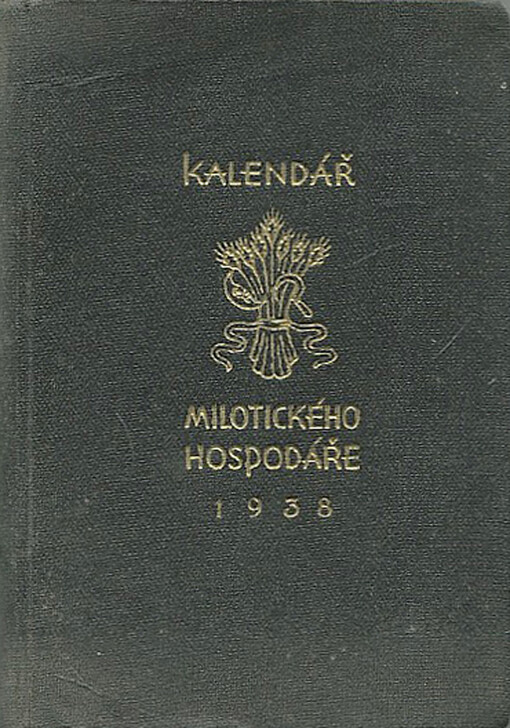 KALENDÁŘ
MILOTICKÉHO
HOSPODÁŘE
1938